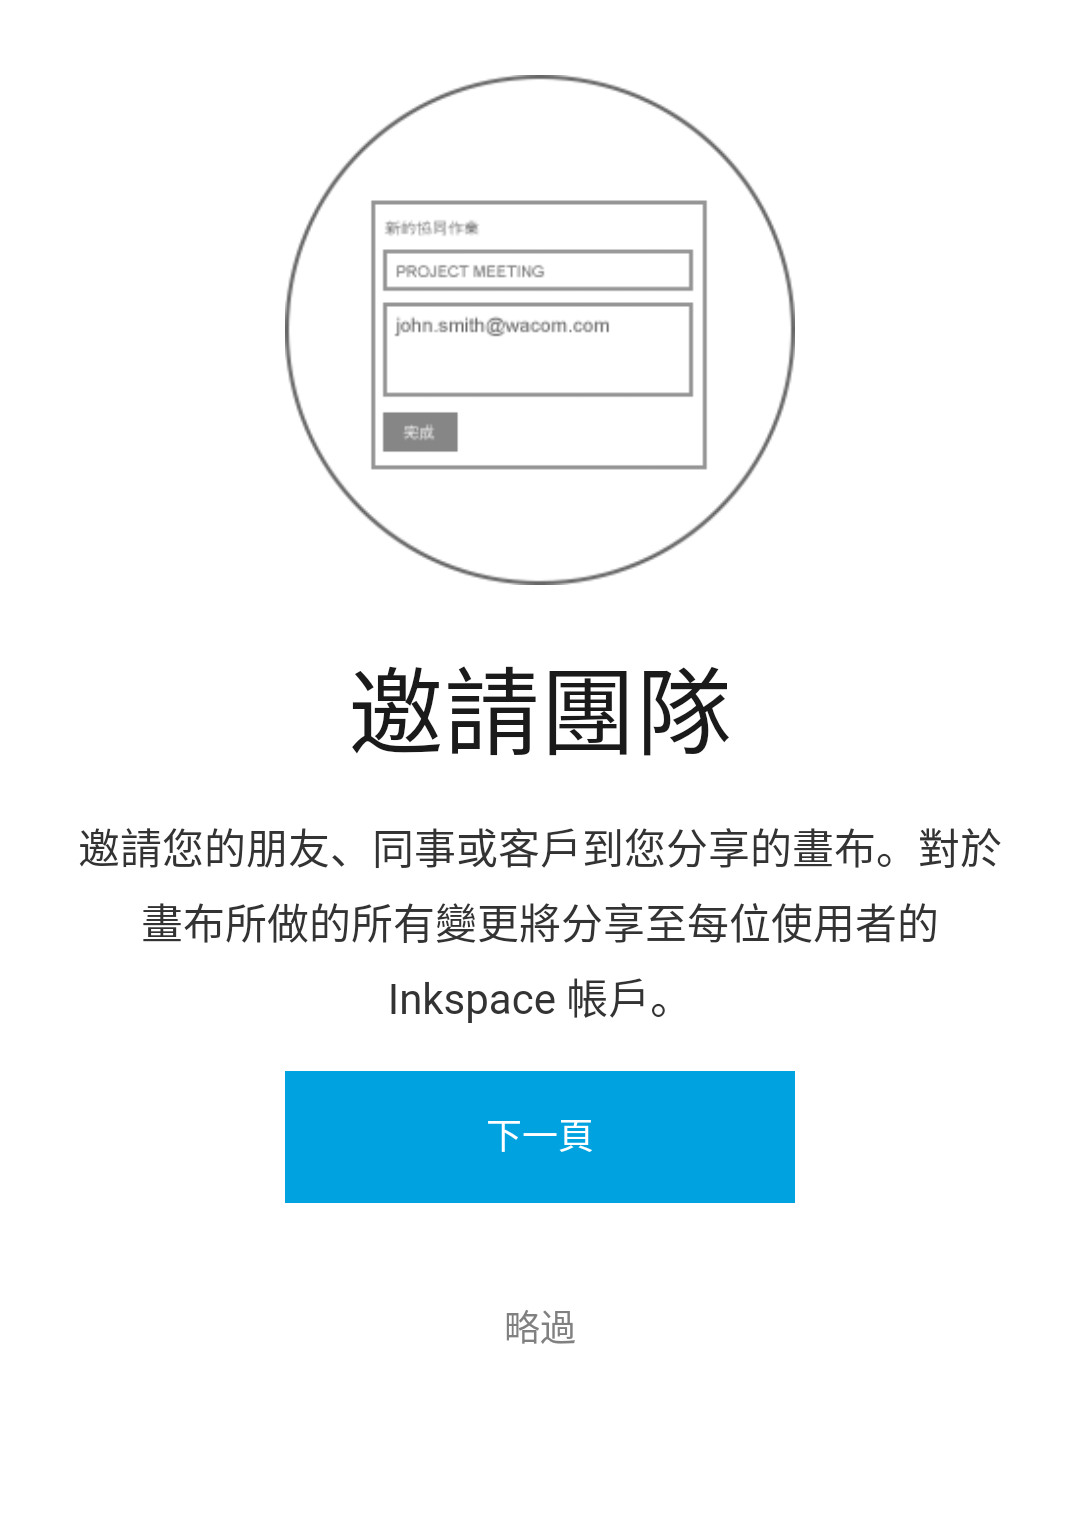 新的協同作業
PROJECT MEETING
john.smith@wacom.com
完成
邀請團隊
邀請您的朋友、同事或客戶到您分享的畫布。對於
畫布所做的所有變更將分享至每位使用者的
Inkspace 帳戶。
下一頁
略過